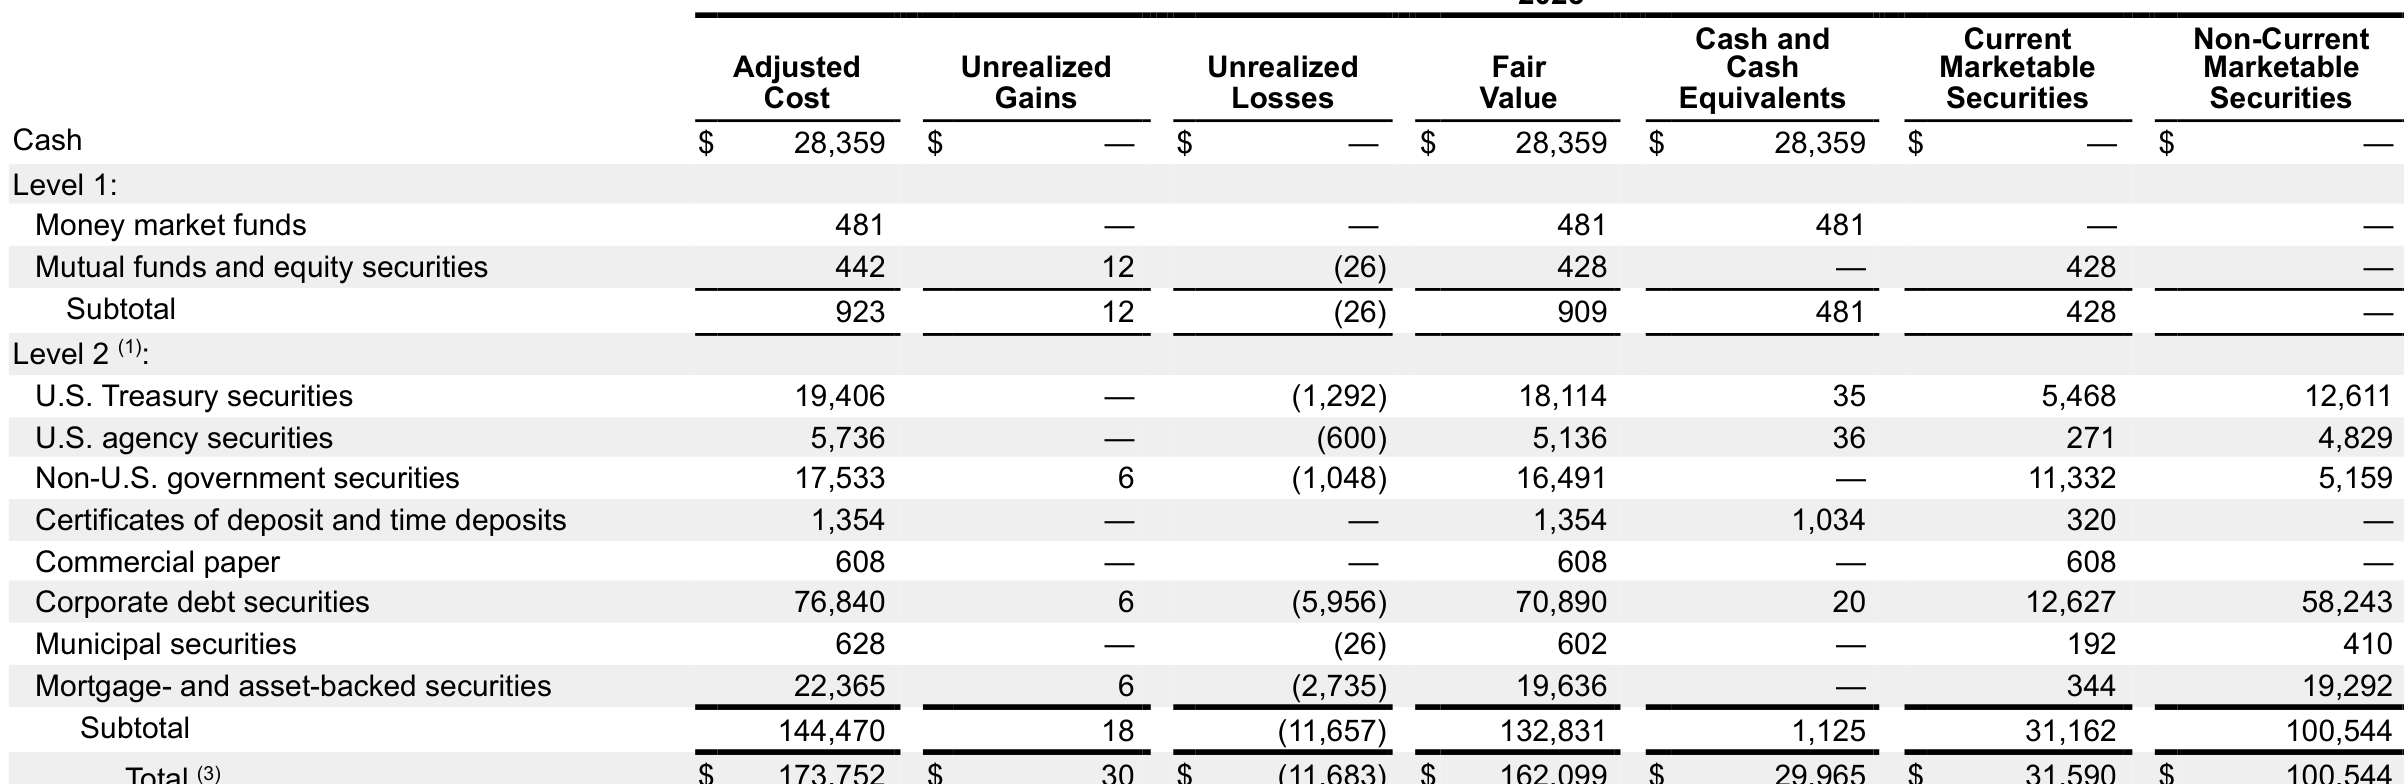 Adjusted Cost Unrealized Gains Unrealized Losses Fair Value Cash and Cash Equivalents Current Marketable Securities Non-Current Marketable Securities
Cash $ 28,359 $ — $ — $ 28,359 $ 28,359 $ — $ —
Level 1:
Money market funds 481 — — 481 481 — —
Mutual funds and equity securities 442 12 (26) 428 — 428 —
Subtotal 923 12 (26) 909 481 428 —
Level 2 (1):
U.S. Treasury securities 19,406 — (1,292) 18,114 35 5,468 12,611
U.S. agency securities 5,736 — (600) 5,136 36 271 4,829
Non-U.S. government securities 17,533 6 (1,048) 16,491 — 11,332 5,159
Certificates of deposit and time deposits 1,354 — — 1,354 1,034 320 —
Commercial paper 608 — — 608 — 608 —
Corporate debt securities 76,840 6 (5,956) 70,890 20 12,627 58,243
Municipal securities 628 — (26) 602 — 192 410
Mortgage- and asset-backed securities 22,365 6 (2,735) 19,636 — 344 19,292
Subtotal 144,470 18 (11,657) 132,831 1,125 31,162 100,544
Total (3) $ 173,752 $ 30 $ (11,683) $ 162,099 $ 29,965 $ 31,590 $ 100,544